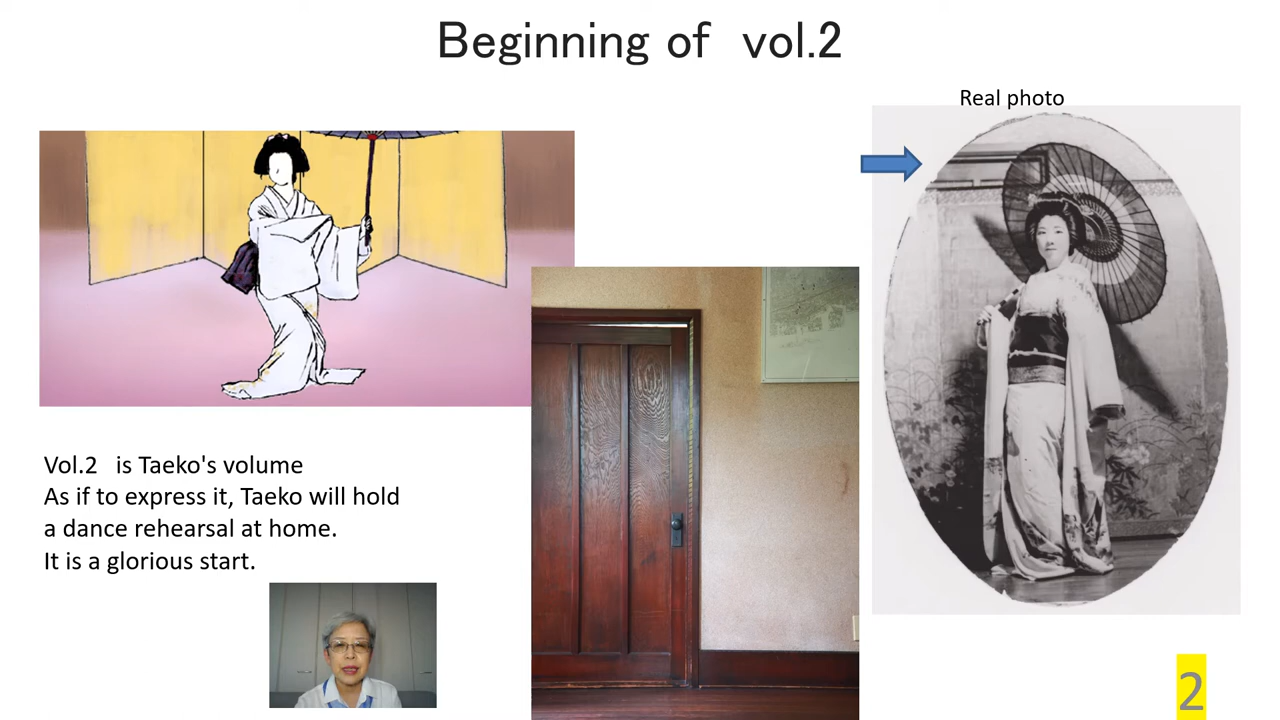 Beginning of vol.2
Real photo
Vol.2 is Taeko's volume
As if to express it, Taeko will hold
a dance rehearsal at home.
It is a glorious start.
2